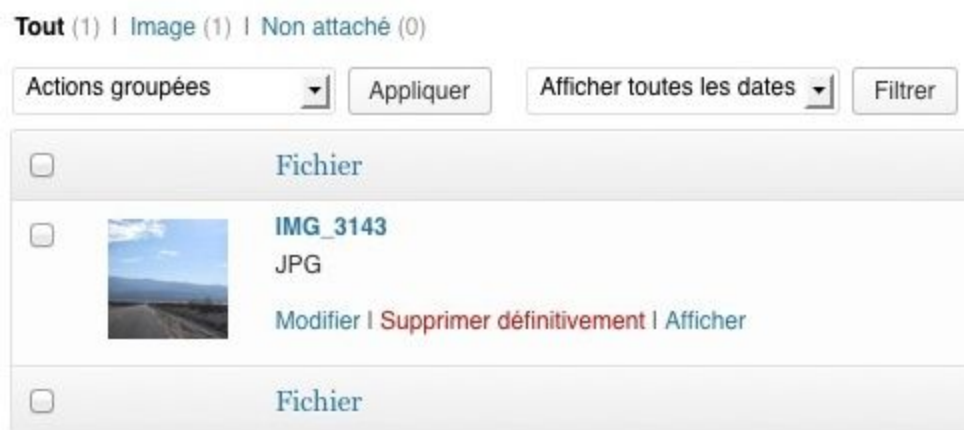 Tout (1) | Image (1) | Non attaché (0)
Actions groupées Appliquer Afficher toutes les dates Filtrer
Fichier
IMG_3143
JPG
Modifier | Supprimer définitivement | Afficher
Fichier